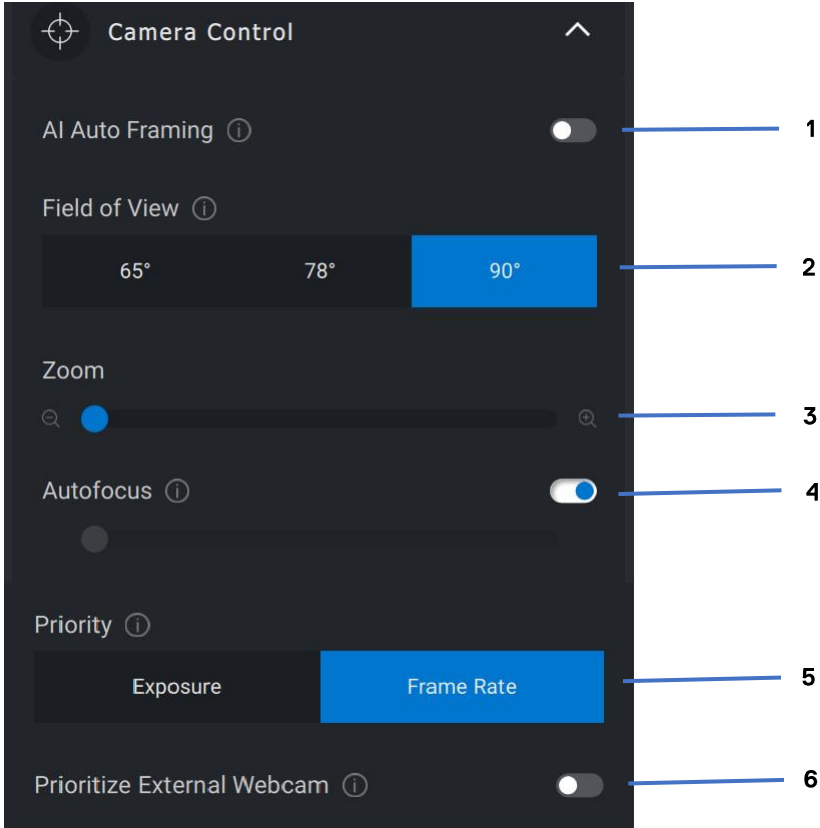 Camera Control
AI Auto Framing
1
Field of View
65° 78° 90°
2
Zoom
3
Autofocus
4
Priority
Exposure Frame Rate
5
Prioritize External Webcam
6